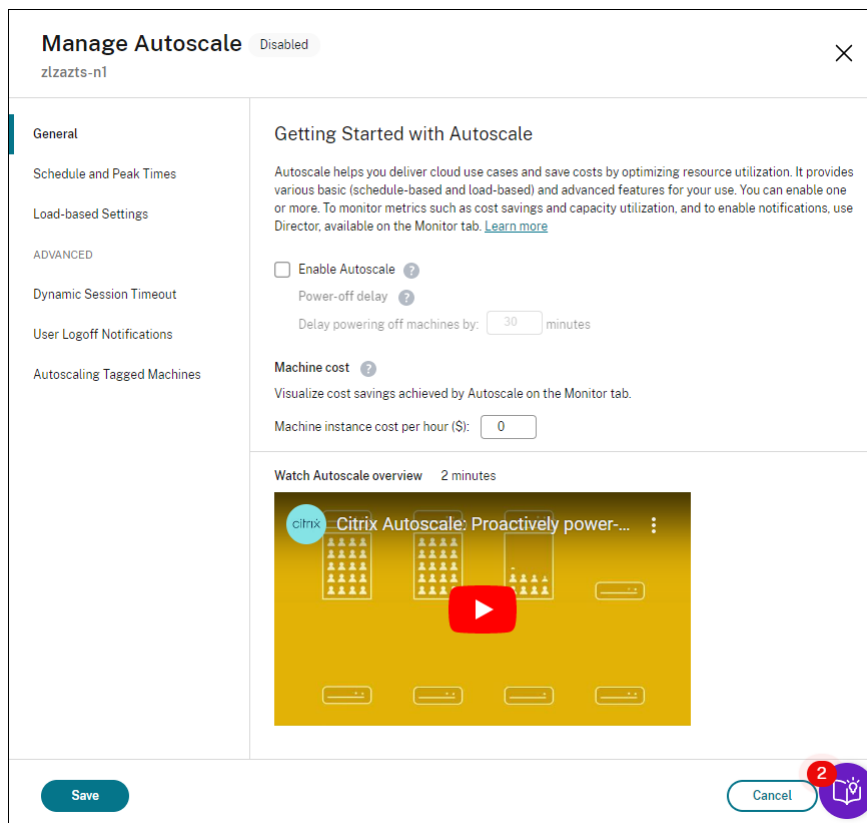 Manage Autoscale Disabled
zlzazts-n1
General
Schedule and Peak Times
Load-based Settings
ADVANCED
Dynamic Session Timeout
User Logoff Notifications
Autoscaling Tagged Machines
Getting Started with Autoscale
Autoscale helps you deliver cloud use cases and save costs by optimizing resource utilization. It provides
various basic (schedule-based and load-based) and advanced features for your use. You can enable one
or more. To monitor metrics such as cost savings and capacity utilization, and to enable notifications, use
Director, available on the Monitor tab. Learn more
Enable Autoscale ?
Power-off delay ?
Delay powering off machines by: 30 minutes
Machine cost ?
Visualize cost savings achieved by Autoscale on the Monitor tab.
Machine instance cost per hour ($): 0
Watch Autoscale overview 2 minutes
citrix Citrix Autoscale: Proactively power-...
Save
Cancel
2